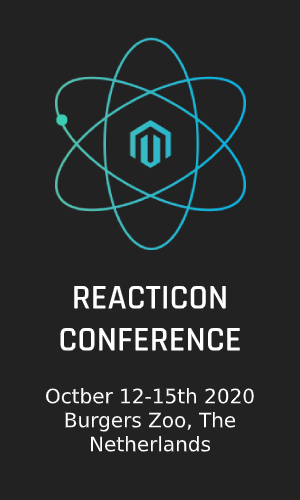 REACTICON
CONFERENCE
Octber 12-15th 2020
Burgers Zoo, The
Netherlands